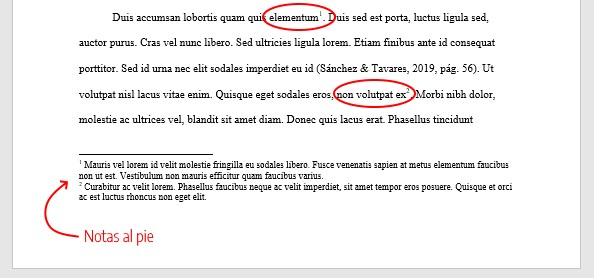 Duis accumsan lobortis quam quis elementum¹. Duis sed est porta, luctus ligula sed,
auctor purus. Cras vel nunc libero. Sed ultricies ligula lorem. Etiam finibus ante id consequat
porttitor. Sed id urna nec elit sodales imperdiet eu id (Sánchez & Tavares, 2019, pág. 56). Ut
volutpat nisl lacus vitae enim. Quisque eget sodales eros, non volutpat ex². Morbi nibh dolor,
molestie ac ultrices vel, blandit sit amet diam. Donec quis lacus erat. Phasellus tincidunt
¹ Mauris vel lorem id velit molestie fringilla eu sodales libero. Fusce venenatis sapien at metus elementum faucibus
non ut est. Vestibulum non mauris efficitur quam faucibus varius.
² Curabitur ac velit lorem. Phasellus faucibus neque ac velit imperdiet, sit amet tempor eros posuere. Quisque et orci
ac est luctus rhoncus non eget elit.
Notas al pie